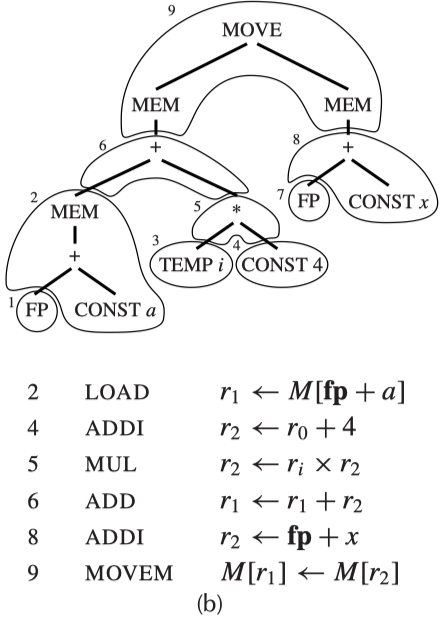 9
MOVE
MEM MEM
6 + 8 +
2 MEM 5 * 7 FP CONST x
+ 3 TEMP i 4 CONST 4
1 FP CONST a
2 LOAD r₁ ← M[fp + a]
4 ADDI r₂ ← r₀ + 4
5 MUL r₂ ← rᵢ × r₂
6 ADD r₁ ← r₁ + r₂
8 ADDI r₂ ← fp + x
9 MOVEM M[r₁] ← M[r₂]
(b)